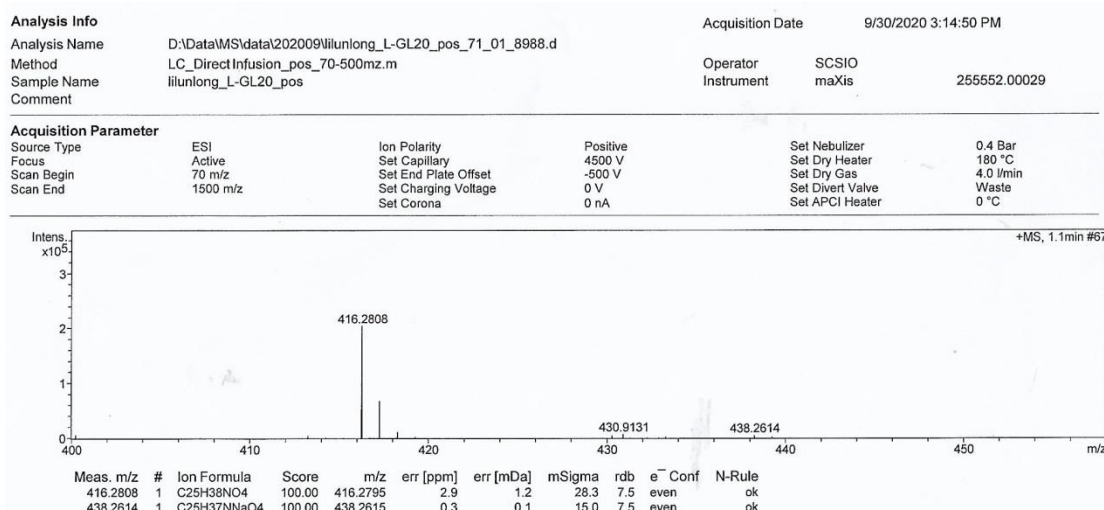 Analysis Info
Acquisition Date 9/30/2020 3:14:50 PM
Analysis Name D:\Data\MS\data\202009\lilunlong_L-GL20_pos_71_01_8988.d
Method LC_Direct Infusion_pos_70-500mz.m Operator SCSIO
Sample Name lilunlong_L-GL20_pos Instrument maXis 255552.00029
Comment
Acquisition Parameter
Source Type ESI Ion Polarity Positive Set Nebulizer 0.4 Bar
Focus Active Set Capillary 4500 V Set Dry Heater 180 °C
Scan Begin 70 m/z Set End Plate Offset -500 V Set Dry Gas 4.0 l/min
Scan End 1500 m/z Set Charging Voltage 0 V Set Divert Valve Waste
Set Corona 0 nA Set APCI Heater 0 °C
Intens. +MS, 1.1min #67
x10⁵
3
416.2808
2
1
430.9131 438.2614
0
400 410 420 430 440 450 m/z
Meas. m/z # Ion Formula Score m/z err [ppm] err [mDa] mSigma rdb e⁻ Conf N-Rule
416.2808 1 C25H38NO4 100.00 416.2795 2.9 1.2 28.3 7.5 even ok
438.2614 1 C25H37NNaO4 100.00 438.2615 0.3 0.1 15.0 7.5 even ok